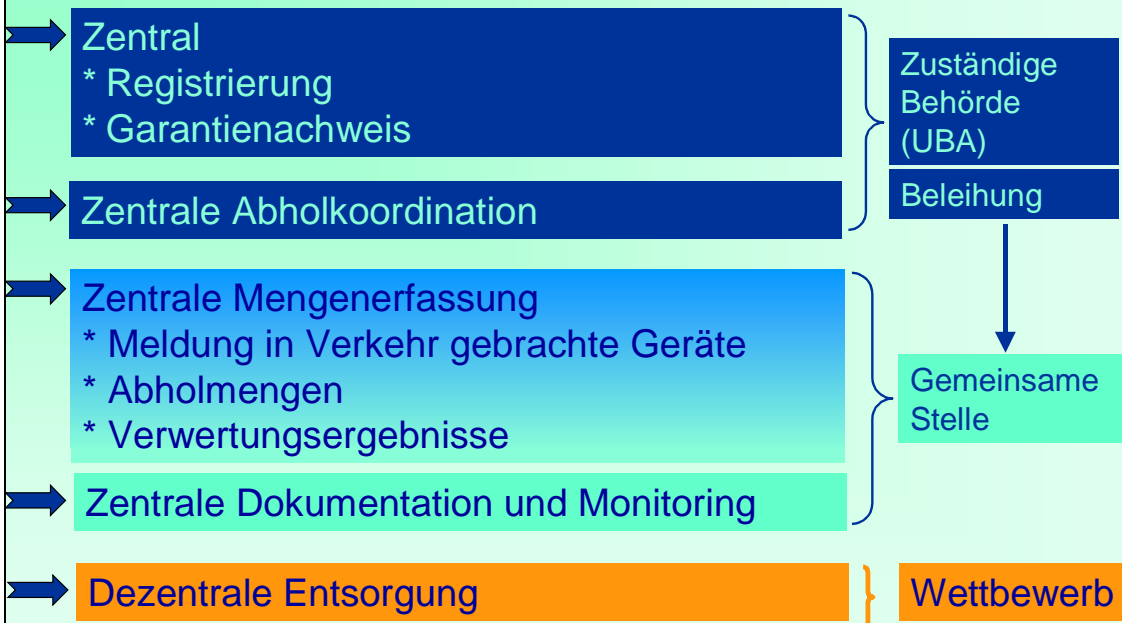 Zentral
* Registrierung
* Garantienachweis
Zentrale Abholkoordination
Zuständige
Behörde
(UBA)
Beleihung
Zentrale Mengenerfassung
* Meldung in Verkehr gebrachte Geräte
* Abholmengen
* Verwertungsergebnisse
Zentrale Dokumentation und Monitoring
Gemeinsame
Stelle
Dezentrale Entsorgung
Wettbewerb